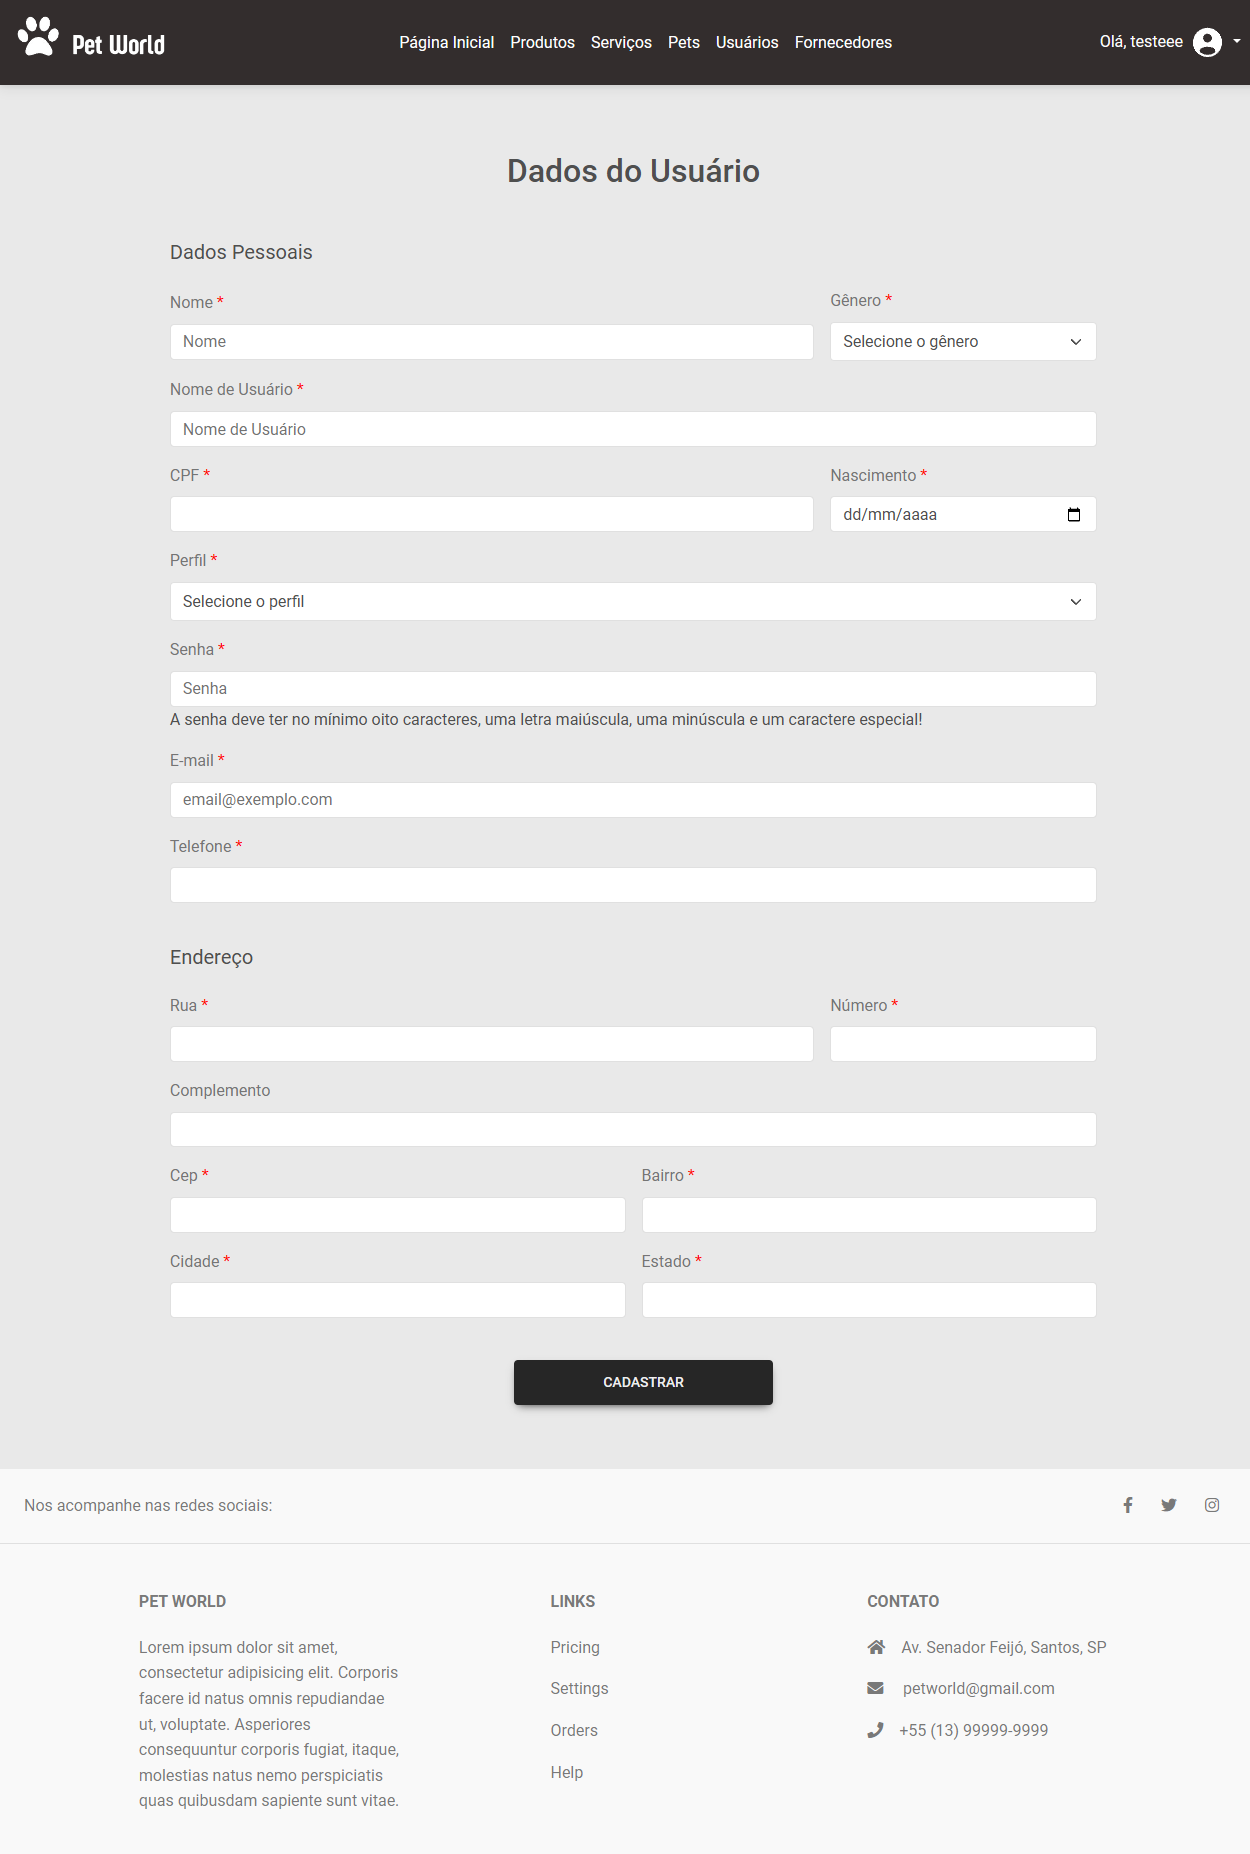 Pet World
Página Inicial Produtos Serviços Pets Usuários Fornecedores
Olá, testeee
Dados do Usuário
Dados Pessoais
Nome * Gênero *
Nome Selecione o gênero
Nome de Usuário *
Nome de Usuário
CPF * Nascimento *
dd/mm/aaaa
Perfil *
Selecione o perfil
Senha *
Senha
A senha deve ter no mínimo oito caracteres, uma letra maiúscula, uma minúscula e um caractere especial!
E-mail *
email@exemplo.com
Telefone *
Endereço
Rua * Número *
Complemento
Cep * Bairro *
Cidade * Estado *
CADASTRAR
Nos acompanhe nas redes sociais:
PET WORLD
Lorem ipsum dolor sit amet,
consectetur adipisicing elit. Corporis
facere id natus omnis repudiandae
ut, voluptate. Asperiores
consequuntur corporis fugiat, itaque,
molestias natus nemo perspiciatis
quas quibusdam sapiente sunt vitae.
LINKS
Pricing
Settings
Orders
Help
CONTATO
Av. Senador Feijó, Santos, SP
petworld@gmail.com
+55 (13) 99999-9999